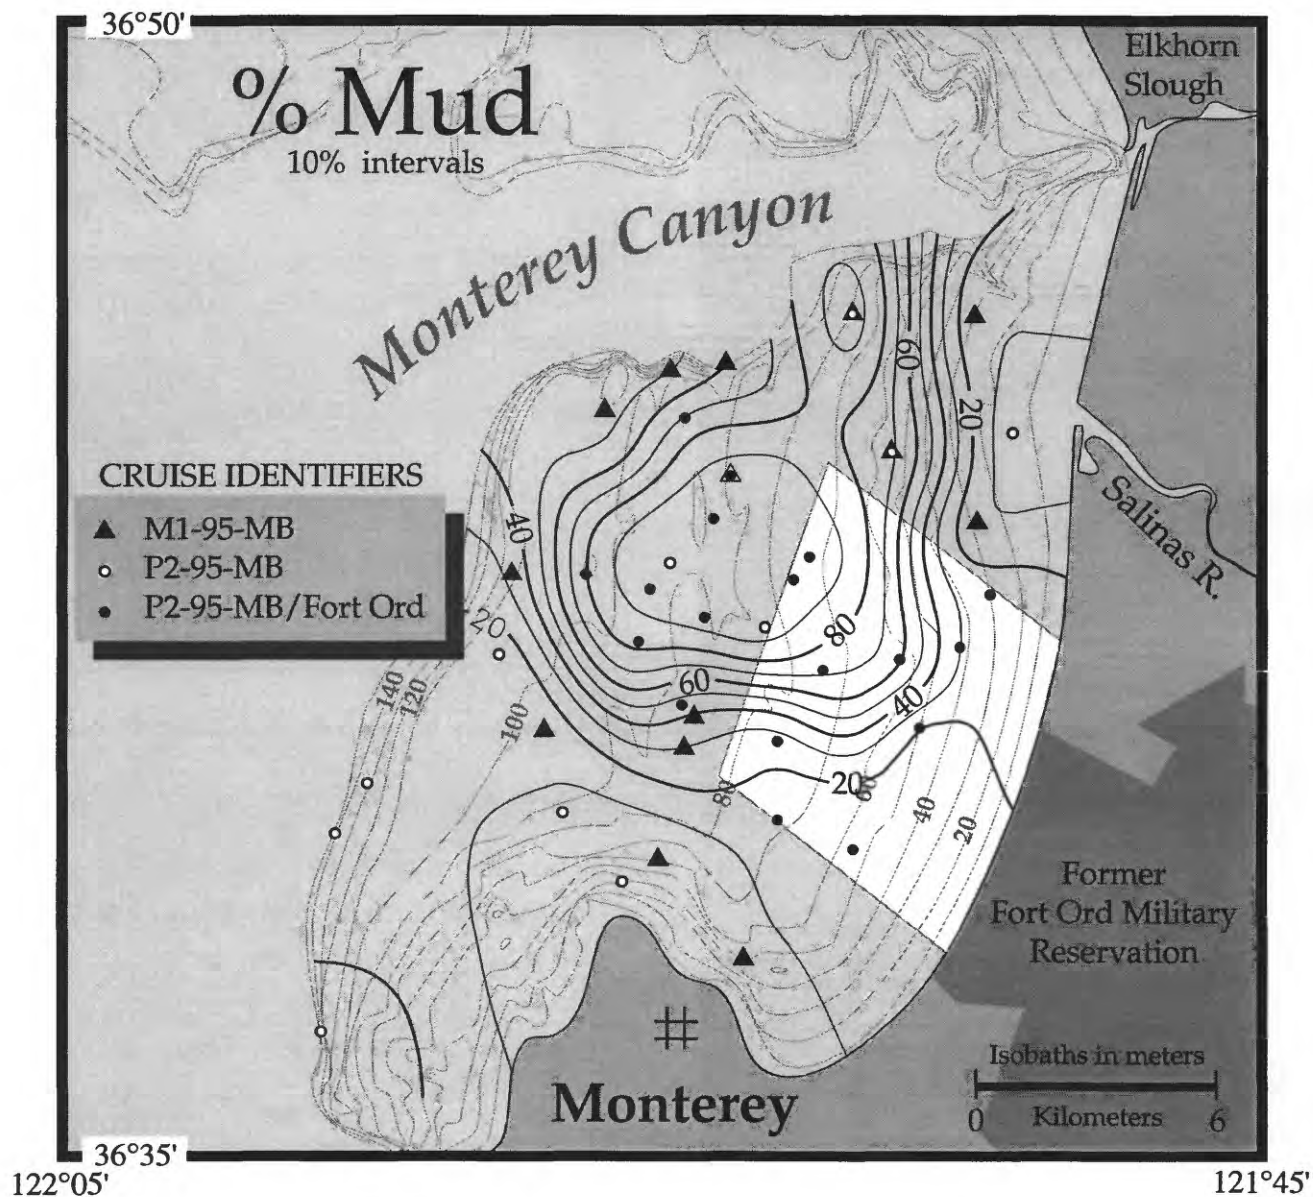 36°50'
% Mud
10% intervals
Elkhorn
Slough
Monterey Canyon
60
20
CRUISE IDENTIFIERS
M1-95-MB
P2-95-MB
P2-95-MB/Fort Ord
40
Salinas R.
20
80
60
140
120
100
40
80
20
60
40
20
Former
Fort Ord Military
Reservation
#
Monterey
Isobaths in meters
0 Kilometers 6
36°35'
122°05'
121°45'